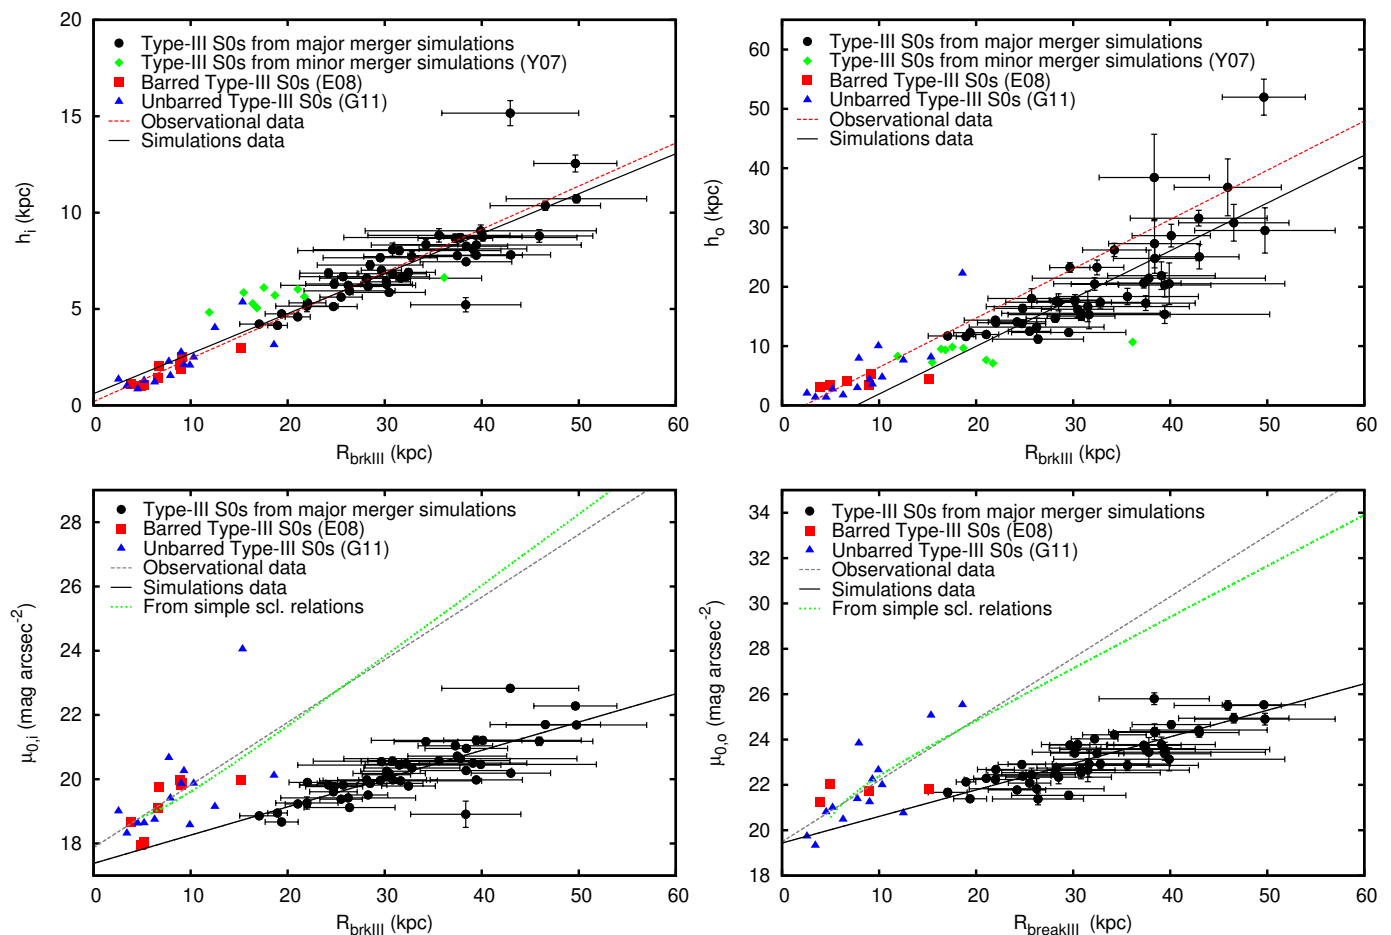 20
15
10
5
0
h_i (kpc)
Type-III S0s from major merger simulations
Type-III S0s from minor merger simulations (Y07)
Barred Type-III S0s (E08)
Unbarred Type-III S0s (G11)
Observational data
Simulations data
0 10 20 30 40 50 60
R_brkIII (kpc)
60
50
40
30
20
10
0
h_o (kpc)
Type-III S0s from major merger simulations
Type-III S0s from minor merger simulations (Y07)
Barred Type-III S0s (E08)
Unbarred Type-III S0s (G11)
Observational data
Simulations data
0 10 20 30 40 50 60
R_brkIII (kpc)
28
26
24
22
20
18
μ_0,i (mag arcsec^-2)
Type-III S0s from major merger simulations
Barred Type-III S0s (E08)
Unbarred Type-III S0s (G11)
Observational data
Simulations data
From simple scl. relations
0 10 20 30 40 50 60
R_brkIII (kpc)
34
32
30
28
26
24
22
20
18
μ_0,o (mag arcsec^-2)
Type-III S0s from major merger simulations
Barred Type-III S0s (E08)
Unbarred Type-III S0s (G11)
Observational data
Simulations data
From simple scl. relations
0 10 20 30 40 50 60
R_breakIII (kpc)